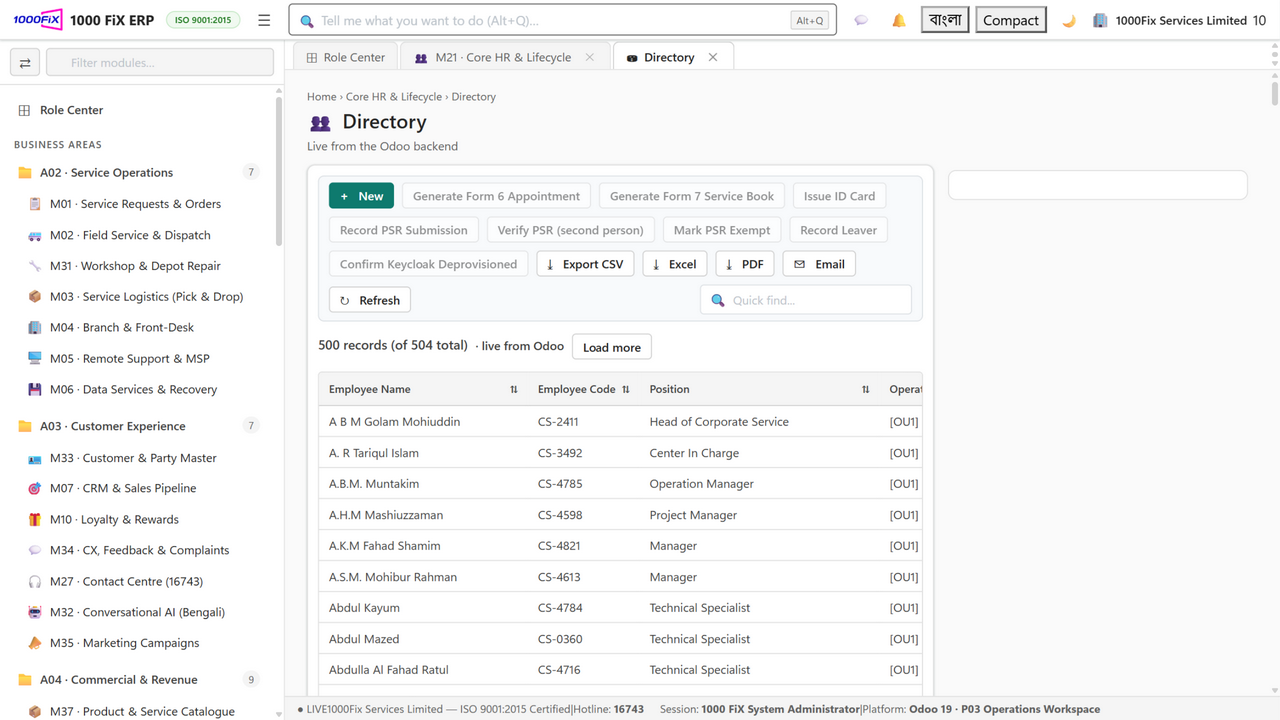 1000FiX 1000 FiX ERP ISO 9001:2015 ☰ Tell me what you want to do (Alt+Q)... Alt+Q বাংলা Compact 1000Fix Services Limited 10
Filter modules...
Role Center
BUSINESS AREAS
A02 · Service Operations 7
M01 · Service Requests & Orders
M02 · Field Service & Dispatch
M31 · Workshop & Depot Repair
M03 · Service Logistics (Pick & Drop)
M04 · Branch & Front-Desk
M05 · Remote Support & MSP
M06 · Data Services & Recovery
A03 · Customer Experience 7
M33 · Customer & Party Master
M07 · CRM & Sales Pipeline
M10 · Loyalty & Rewards
M34 · CX, Feedback & Complaints
M27 · Contact Centre (16743)
M32 · Conversational AI (Bengali)
M35 · Marketing Campaigns
A04 · Commercial & Revenue 9
M37 · Product & Service Catalogue
Role Center M21 · Core HR & Lifecycle × Directory ×
Home › Core HR & Lifecycle › Directory
Directory
Live from the Odoo backend
+ New Generate Form 6 Appointment Generate Form 7 Service Book Issue ID Card
Record PSR Submission Verify PSR (second person) Mark PSR Exempt Record Leaver
Confirm Keycloak Deprovisioned ↓ Export CSV ↓ Excel ↓ PDF Email
↻ Refresh Quick find...
500 records (of 504 total) · live from Odoo Load more
Employee Name ⇅ Employee Code ⇅ Position ⇅ Operat
A B M Golam Mohiuddin CS-2411 Head of Corporate Service [OU1]
A. R Tariqul Islam CS-3492 Center In Charge [OU1]
A.B.M. Muntakim CS-4785 Operation Manager [OU1]
A.H.M Mashiuzzaman CS-4598 Project Manager [OU1]
A.K.M Fahad Shamim CS-4821 Manager [OU1]
A.S.M. Mohibur Rahman CS-4613 Manager [OU1]
Abdul Kayum CS-4784 Technical Specialist [OU1]
Abdul Mazed CS-0360 Technical Specialist [OU1]
Abdulla Al Fahad Ratul CS-4716 Technical Specialist [OU1]
● LIVE1000Fix Services Limited — ISO 9001:2015 Certified|Hotline: 16743 Session: 1000 FiX System Administrator|Platform: Odoo 19 · P03 Operations Workspace